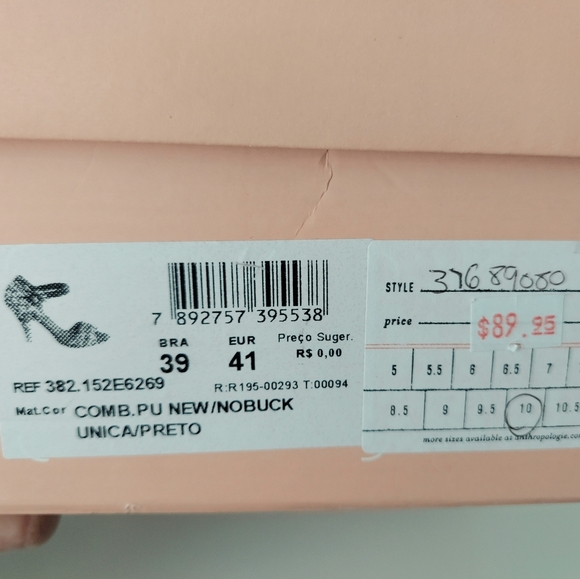 7 892757 395538
BRA EUR Preço Suger.
39 41 R$ 0,00
REF 382.152E6269 R:R195-00293 T:00094
Mat.Cor COMB.PU NEW/NOBUCK
UNICA/PRETO
STYLE 37689080
price $89.95
5 5.5 6 6.5 7
8.5 9 9.5 10 10.5
more sizes available at anthropologie.co